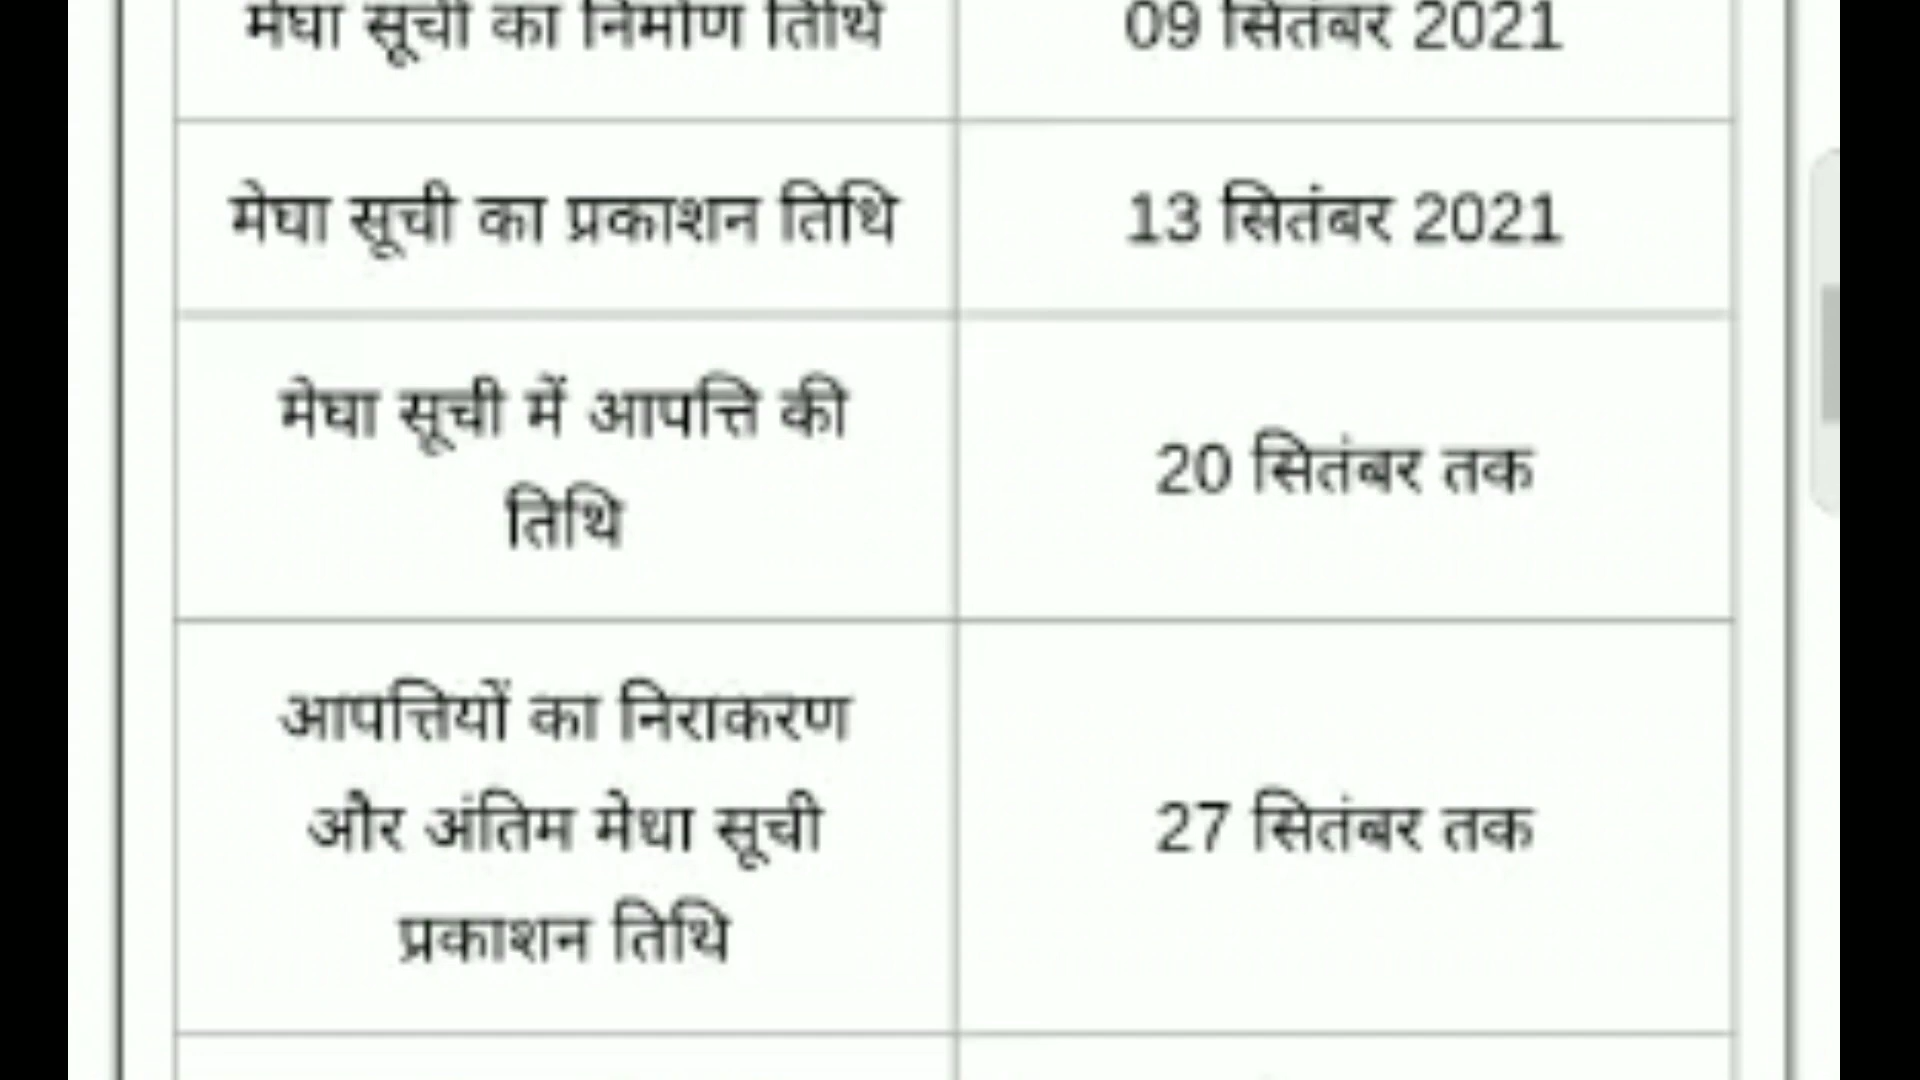 मेघा सूची का निर्माण तिथि
09 सितंबर 2021
मेघा सूची का प्रकाशन तिथि
13 सितंबर 2021
मेघा सूची में आपत्ति की
तिथि
20 सितंबर तक
आपत्तियों का निराकरण
और अंतिम मेधा सूची
प्रकाशन तिथि
27 सितंबर तक